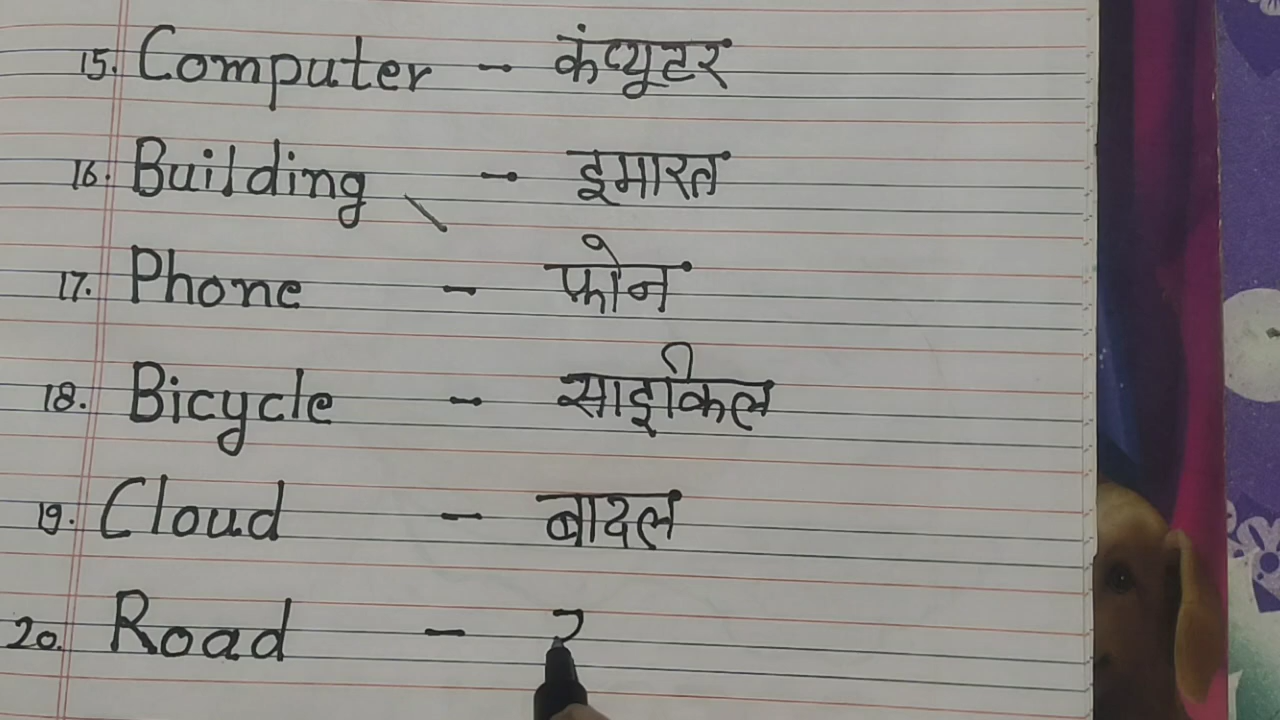 15. Computer - कंप्यूटर
16. Building - इमारत
17. Phone - फोन
18. Bicycle - साइकिल
19. Cloud - बादल
20. Road -